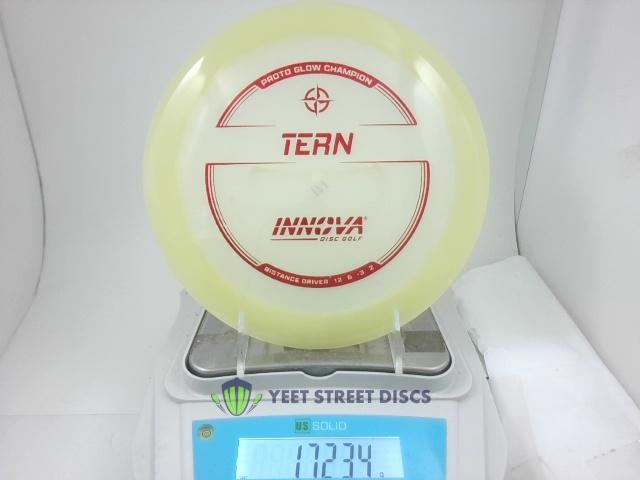 PROTO GLOW CHAMPION
TERN
INNOVA®
DISC GOLF
DISTANCE DRIVER 12 6 -3 2
YEET STREET DISCS
US SOLID
172.34 g